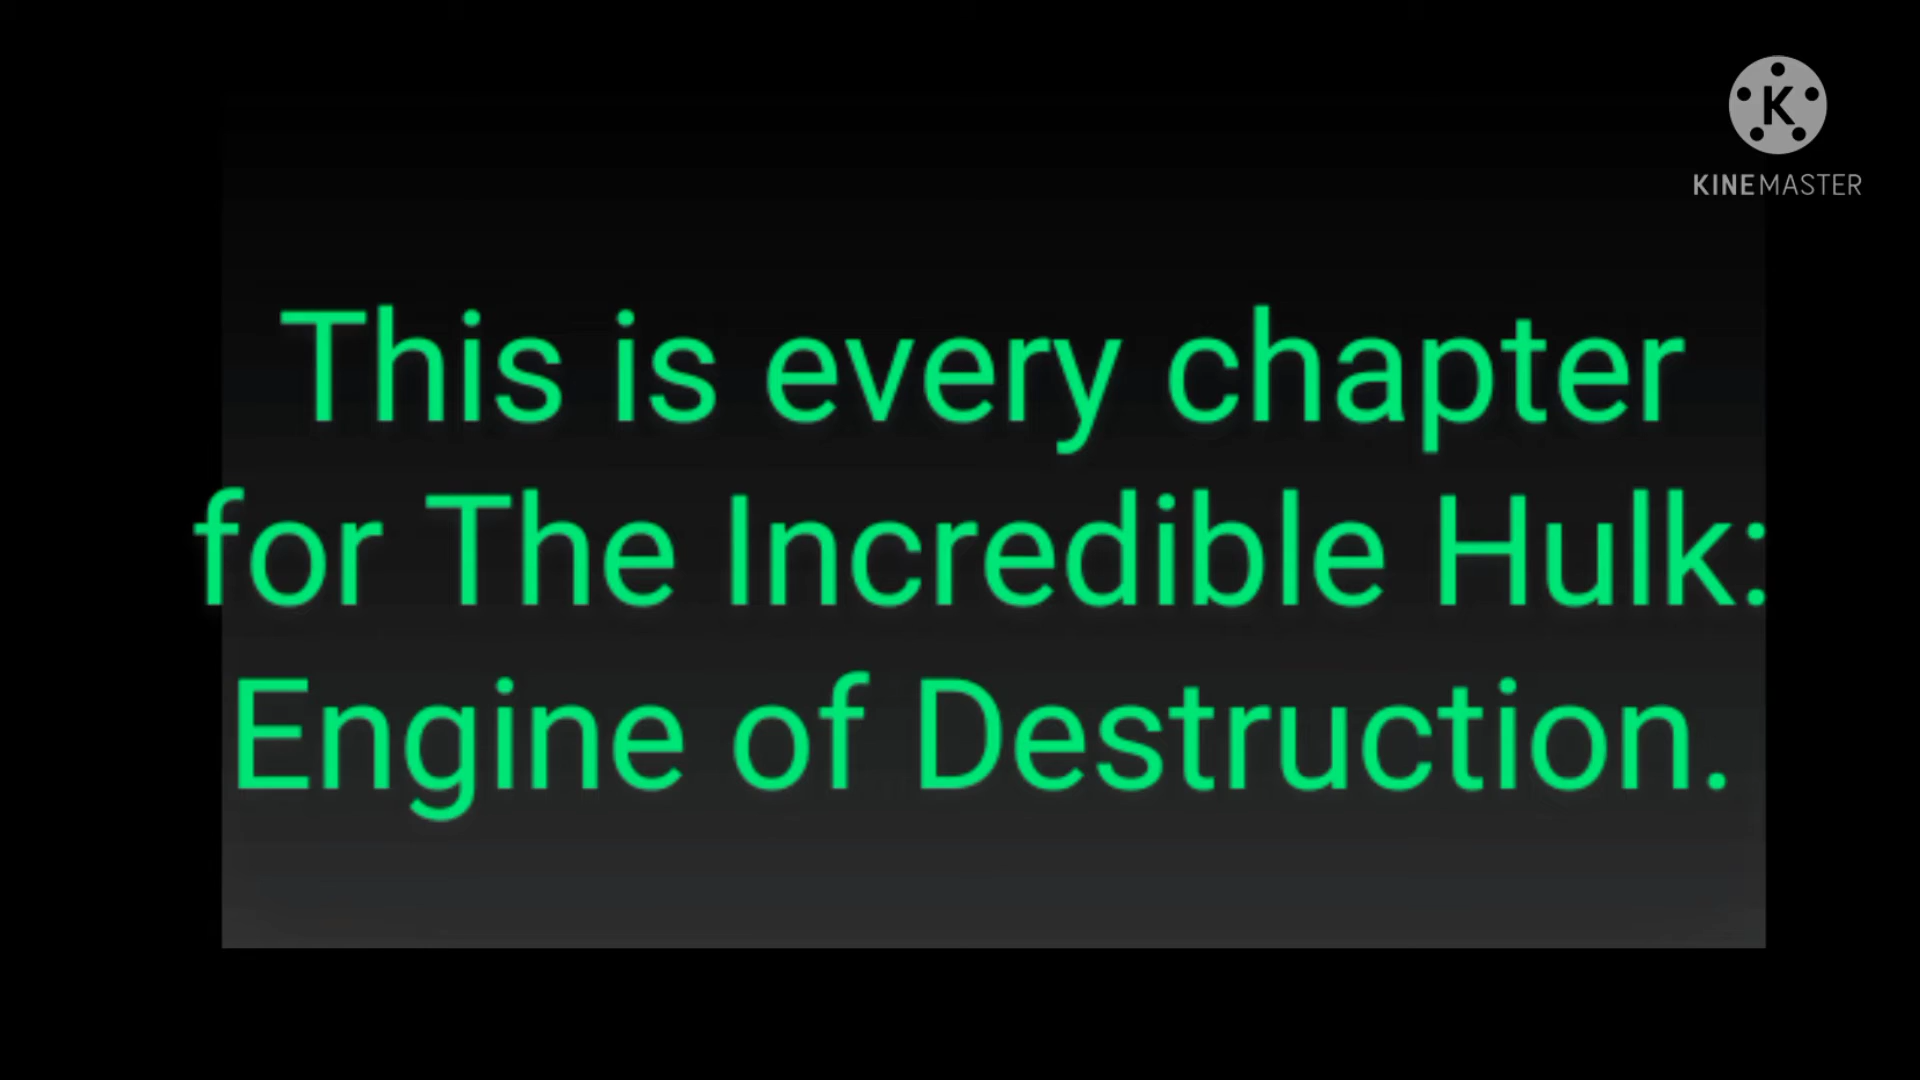 K
KINEMASTER
This is every chapter
for The Incredible Hulk:
Engine of Destruction.